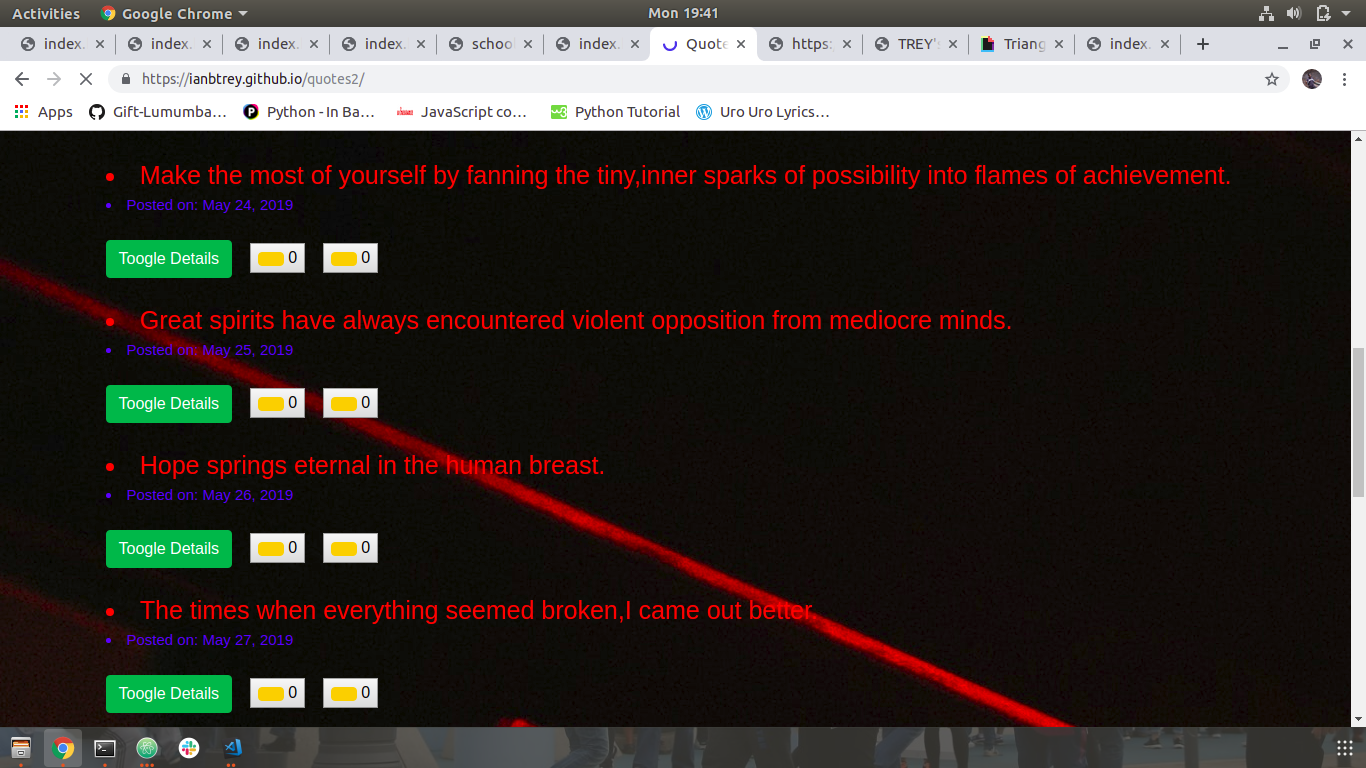 Activities Google Chrome Mon 19:41
index. index. index. index. schoo index. Quote https: TREY's Triang index.
https://ianbtrey.github.io/quotes2/
Apps Gift-Lumumba... Python - In Ba... JavaScript co... Python Tutorial Uro Uro Lyrics...
Make the most of yourself by fanning the tiny,inner sparks of possibility into flames of achievement.
Posted on: May 24, 2019
Toogle Details 0 0
Great spirits have always encountered violent opposition from mediocre minds.
Posted on: May 25, 2019
Toogle Details 0 0
Hope springs eternal in the human breast.
Posted on: May 26, 2019
Toogle Details 0 0
The times when everything seemed broken,I came out better.
Posted on: May 27, 2019
Toogle Details 0 0